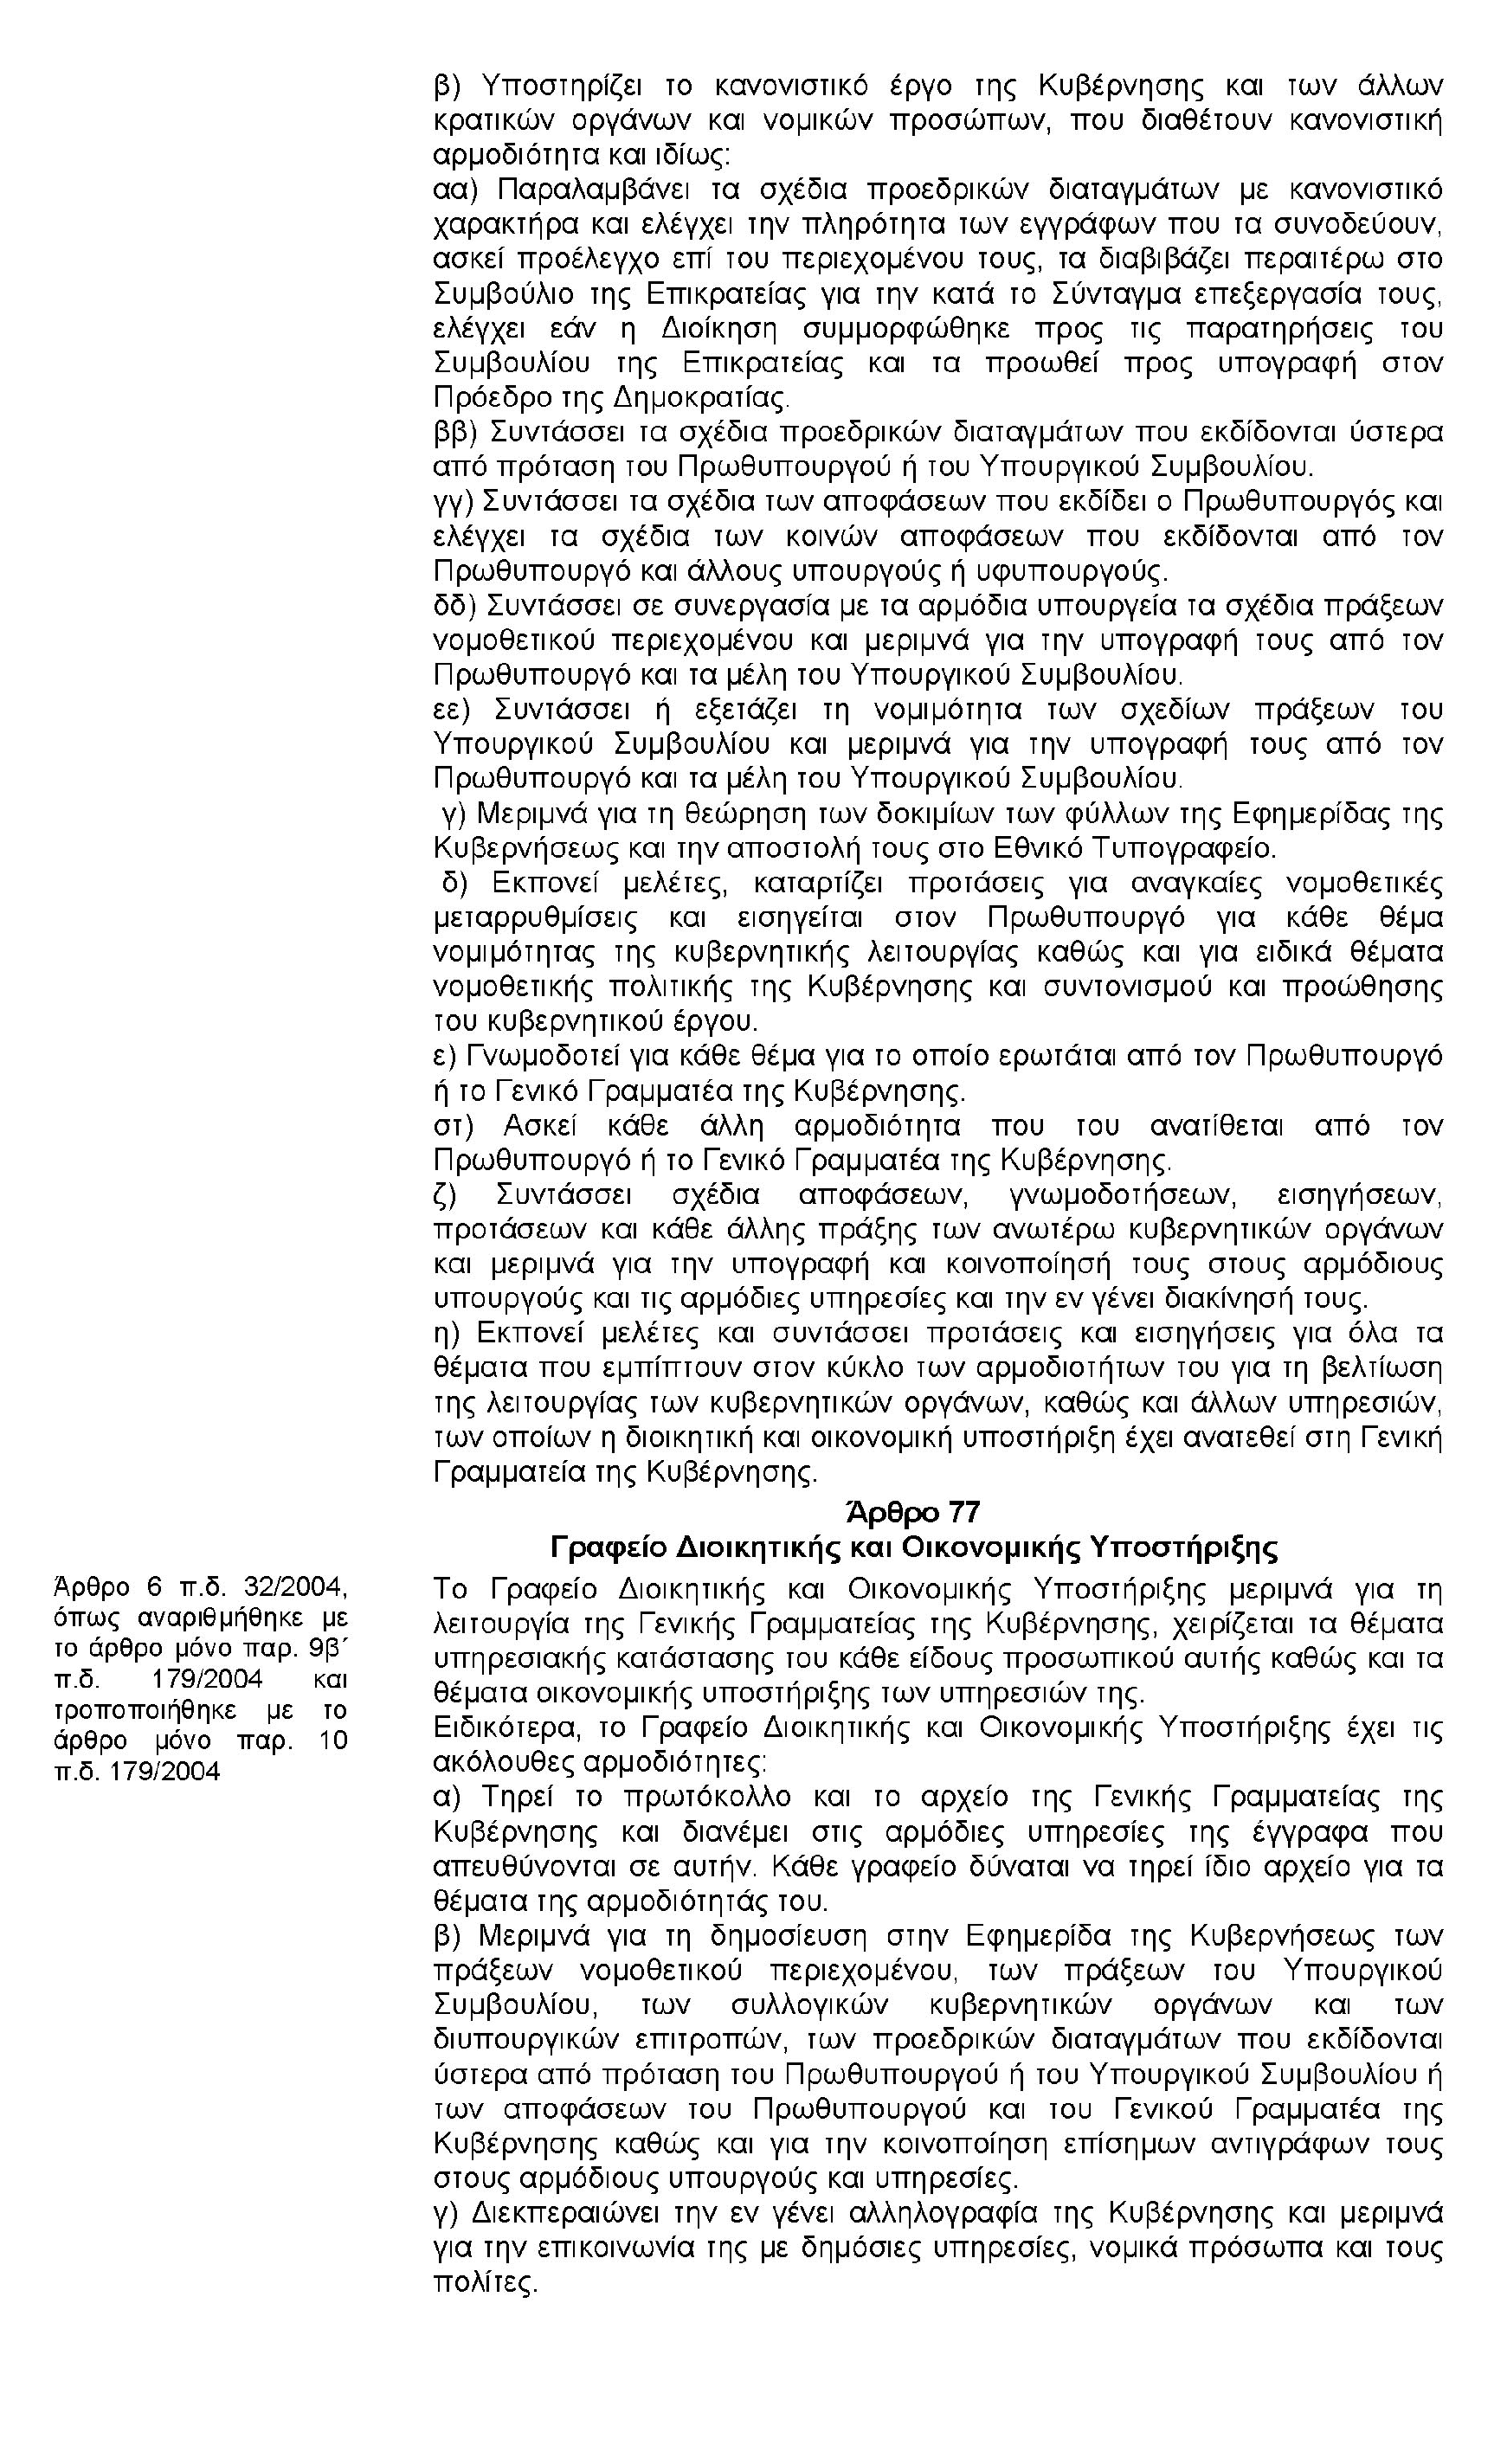 β) Υποστηρίζει το κανονιστικό έργο της Κυβέρνησης και των άλλων
κρατικών οργάνων και νομικών προσώπων, που διαθέτουν κανονιστική
αρμοδιότητα και ιδίως:
αα) Παραλαμβάνει τα σχέδια προεδρικών διαταγμάτων με κανονιστικό
χαρακτήρα και ελέγχει την πληρότητα των εγγράφων που τα συνοδεύουν,
ασκεί προέλεγχο επί του περιεχομένου τους, τα διαβιβάζει περαιτέρω στο
Συμβούλιο της Επικρατείας για την κατά το Σύνταγμα επεξεργασία τους,
ελέγχει εάν η Διοίκηση συμμορφώθηκε προς τις παρατηρήσεις του
Συμβουλίου της Επικρατείας και τα προωθεί προς υπογραφή στον
Πρόεδρο της Δημοκρατίας.
ββ) Συντάσσει τα σχέδια προεδρικών διαταγμάτων που εκδίδονται ύστερα
από πρόταση του Πρωθυπουργού ή του Υπουργικού Συμβουλίου.
γγ) Συντάσσει τα σχέδια των αποφάσεων που εκδίδει ο Πρωθυπουργός και
ελέγχει τα σχέδια των κοινών αποφάσεων που εκδίδονται από τον
Πρωθυπουργό και άλλους υπουργούς ή υφυπουργούς.
δδ) Συντάσσει σε συνεργασία με τα αρμόδια υπουργεία τα σχέδια πράξεων
νομοθετικού περιεχομένου και μεριμνά για την υπογραφή τους από τον
Πρωθυπουργό και τα μέλη του Υπουργικού Συμβουλίου.
εε) Συντάσσει ή εξετάζει τη νομιμότητα των σχεδίων πράξεων του
Υπουργικού Συμβουλίου και μεριμνά για την υπογραφή τους από τον
Πρωθυπουργό και τα μέλη του Υπουργικού Συμβουλίου.
γ) Μεριμνά για τη θεώρηση των δοκιμίων των φύλλων της Εφημερίδας της
Κυβερνήσεως και την αποστολή τους στο Εθνικό Τυπογραφείο.
δ) Εκπονεί μελέτες, καταρτίζει προτάσεις για αναγκαίες νομοθετικές
μεταρρυθμίσεις και εισηγείται στον Πρωθυπουργό για κάθε θέμα
νομιμότητας της κυβερνητικής λειτουργίας καθώς και για ειδικά θέματα
νομοθετικής πολιτικής της Κυβέρνησης και συντονισμού και προώθησης
του κυβερνητικού έργου.
ε) Γνωμοδοτεί για κάθε θέμα για το οποίο ερωτάται από τον Πρωθυπουργό
ή το Γενικό Γραμματέα της Κυβέρνησης.
στ) Ασκεί κάθε άλλη αρμοδιότητα που του ανατίθεται από τον
Πρωθυπουργό ή το Γενικό Γραμματέα της Κυβέρνησης.
ζ) Συντάσσει σχέδια αποφάσεων, γνωμοδοτήσεων, εισηγήσεων,
προτάσεων και κάθε άλλης πράξης των ανωτέρω κυβερνητικών οργάνων
και μεριμνά για την υπογραφή και κοινοποίησή τους στους αρμόδιους
υπουργούς και τις αρμόδιες υπηρεσίες και την εν γένει διακίνησή τους.
η) Εκπονεί μελέτες και συντάσσει προτάσεις και εισηγήσεις για όλα τα
θέματα που εμπίπτουν στον κύκλο των αρμοδιοτήτων του για τη βελτίωση
της λειτουργίας των κυβερνητικών οργάνων, καθώς και άλλων υπηρεσιών,
των οποίων η διοικητική και οικονομική υποστήριξη έχει ανατεθεί στη Γενική
Γραμματεία της Κυβέρνησης.
Άρθρο 77
Γραφείο Διοικητικής και Οικονομικής Υποστήριξης
Άρθρο 6 π.δ. 32/2004,
όπως αναριθμήθηκε με
το άρθρο μόνο παρ. 9β΄
π.δ. 179/2004 και
τροποποιήθηκε με το
άρθρο μόνο παρ. 10
π.δ. 179/2004
Το Γραφείο Διοικητικής και Οικονομικής Υποστήριξης μεριμνά για τη
λειτουργία της Γενικής Γραμματείας της Κυβέρνησης, χειρίζεται τα θέματα
υπηρεσιακής κατάστασης του κάθε είδους προσωπικού αυτής καθώς και τα
θέματα οικονομικής υποστήριξης των υπηρεσιών της.
Ειδικότερα, το Γραφείο Διοικητικής και Οικονομικής Υποστήριξης έχει τις
ακόλουθες αρμοδιότητες:
α) Τηρεί το πρωτόκολλο και το αρχείο της Γενικής Γραμματείας της
Κυβέρνησης και διανέμει στις αρμόδιες υπηρεσίες της έγγραφα που
απευθύνονται σε αυτήν. Κάθε γραφείο δύναται να τηρεί ίδιο αρχείο για τα
θέματα της αρμοδιότητάς του.
β) Μεριμνά για τη δημοσίευση στην Εφημερίδα της Κυβερνήσεως των
πράξεων νομοθετικού περιεχομένου, των πράξεων του Υπουργικού
Συμβουλίου, των συλλογικών κυβερνητικών οργάνων και των
διυπουργικών επιτροπών, των προεδρικών διαταγμάτων που εκδίδονται
ύστερα από πρόταση του Πρωθυπουργού ή του Υπουργικού Συμβουλίου ή
των αποφάσεων του Πρωθυπουργού και του Γενικού Γραμματέα της
Κυβέρνησης καθώς και για την κοινοποίηση επίσημων αντιγράφων τους
στους αρμόδιους υπουργούς και υπηρεσίες.
γ) Διεκπεραιώνει την εν γένει αλληλογραφία της Κυβέρνησης και μεριμνά
για την επικοινωνία της με δημόσιες υπηρεσίες, νομικά πρόσωπα και τους
πολίτες.